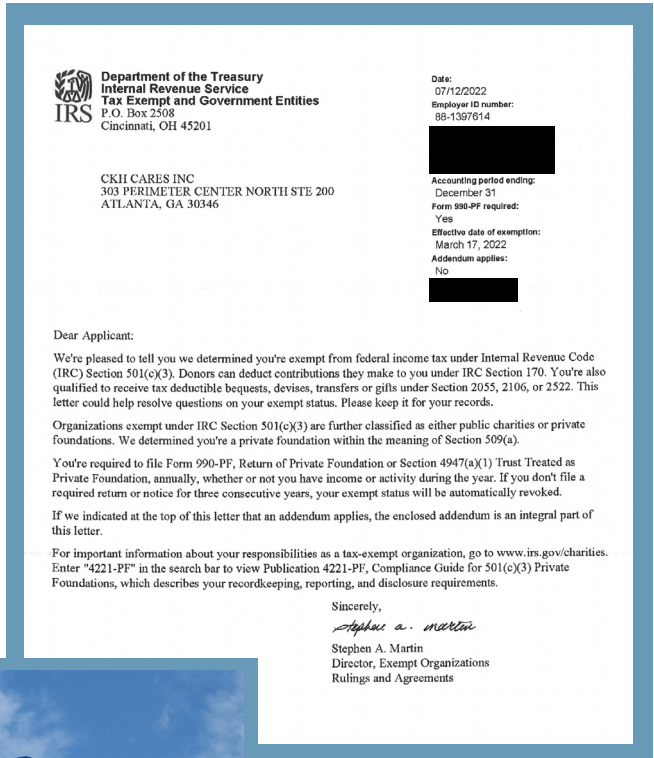 IRS
Department of the Treasury
Internal Revenue Service
Tax Exempt and Government Entities
P.O. Box 2508
Cincinnati, OH 45201
Date:
07/12/2022
Employer ID number:
88-1397614
Accounting period ending:
December 31
Form 990-PF required:
Yes
Effective date of exemption:
March 17, 2022
Addendum applies:
No
CKH CARES INC
303 PERIMETER CENTER NORTH STE 200
ATLANTA, GA 30346
Dear Applicant:
We're pleased to tell you we determined you're exempt from federal income tax under Internal Revenue Code
(IRC) Section 501(c)(3). Donors can deduct contributions they make to you under IRC Section 170. You're also
qualified to receive tax deductible bequests, devises, transfers or gifts under Section 2055, 2106, or 2522. This
letter could help resolve questions on your exempt status. Please keep it for your records.
Organizations exempt under IRC Section 501(c)(3) are further classified as either public charities or private
foundations. We determined you're a private foundation within the meaning of Section 509(a).
You're required to file Form 990-PF, Return of Private Foundation or Section 4947(a)(1) Trust Treated as
Private Foundation, annually, whether or not you have income or activity during the year. If you don't file a
required return or notice for three consecutive years, your exempt status will be automatically revoked.
If we indicated at the top of this letter that an addendum applies, the enclosed addendum is an integral part of
this letter.
For important information about your responsibilities as a tax-exempt organization, go to www.irs.gov/charities.
Enter "4221-PF" in the search bar to view Publication 4221-PF, Compliance Guide for 501(c)(3) Private
Foundations, which describes your recordkeeping, reporting, and disclosure requirements.
Sincerely,
Stephen a. martin
Stephen A. Martin
Director, Exempt Organizations
Rulings and Agreements